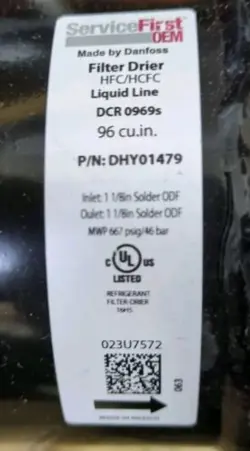 ServiceFirst
OEM
Made by Danfoss
Filter Drier
HFC/HCFC
Liquid Line
DCR 0969s
96 cu.in.
P/N: DHY01479
Inlet: 1 1/8in Solder ODF
Oulet: 1 1/8in Solder ODF
MWP 667 psig/46 bar
C UL US
LISTED
REFRIGERANT
FILTER-DRIER
023U7572
063